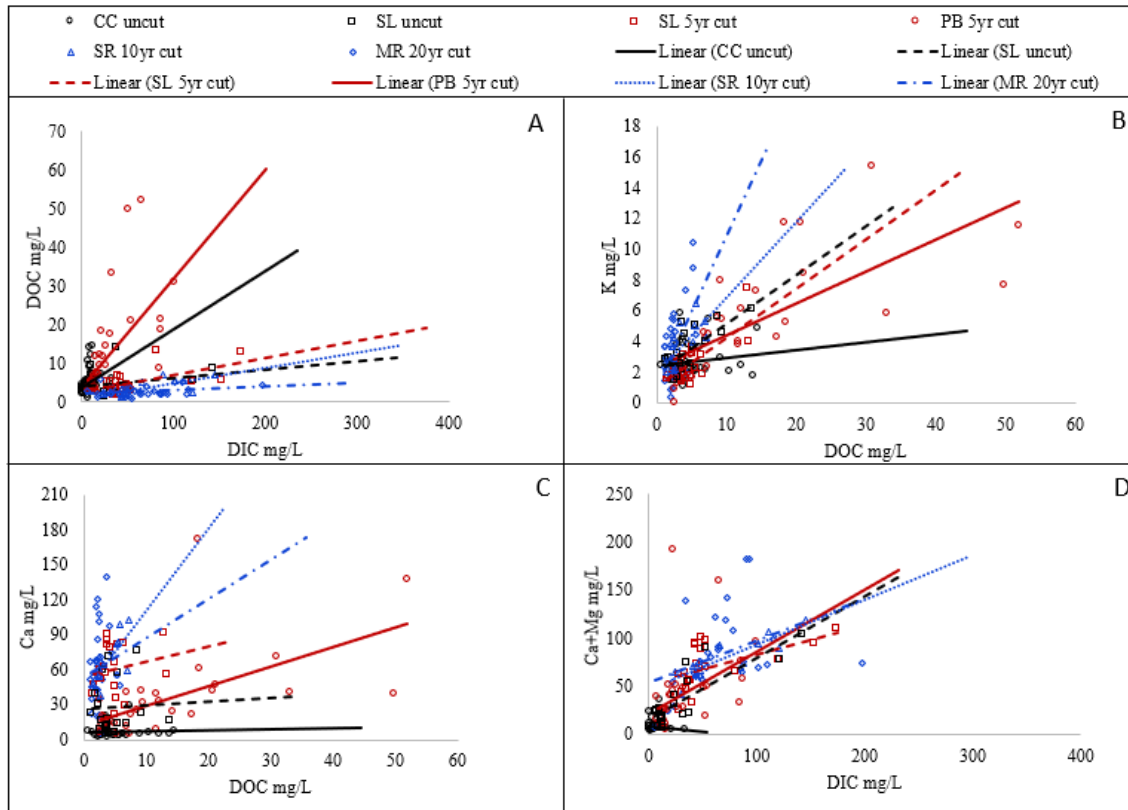 CC uncut SL uncut SL 5yr cut PB 5yr cut
SR 10yr cut MR 20yr cut Linear (CC uncut) Linear (SL uncut)
Linear (SL 5yr cut) Linear (PB 5yr cut) Linear (SR 10yr cut) Linear (MR 20yr cut)
A
70
60
50
40
30
20
10
0
DOC mg/L
0 100 200 300 400
DIC mg/L
B
18
16
14
12
10
8
6
4
2
0
K mg/L
0 10 20 30 40 50 60
DOC mg/L
C
210
180
150
120
90
60
30
0
Ca mg/L
0 10 20 30 40 50 60
DOC mg/L
D
250
200
150
100
50
0
Ca+Mg mg/L
0 100 200 300 400
DIC mg/L